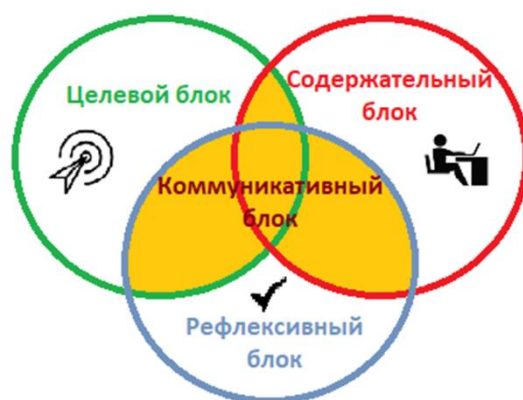 Целевой блок
Содержательный
блок
Коммуникативный
блок
Рефлексивный
блок